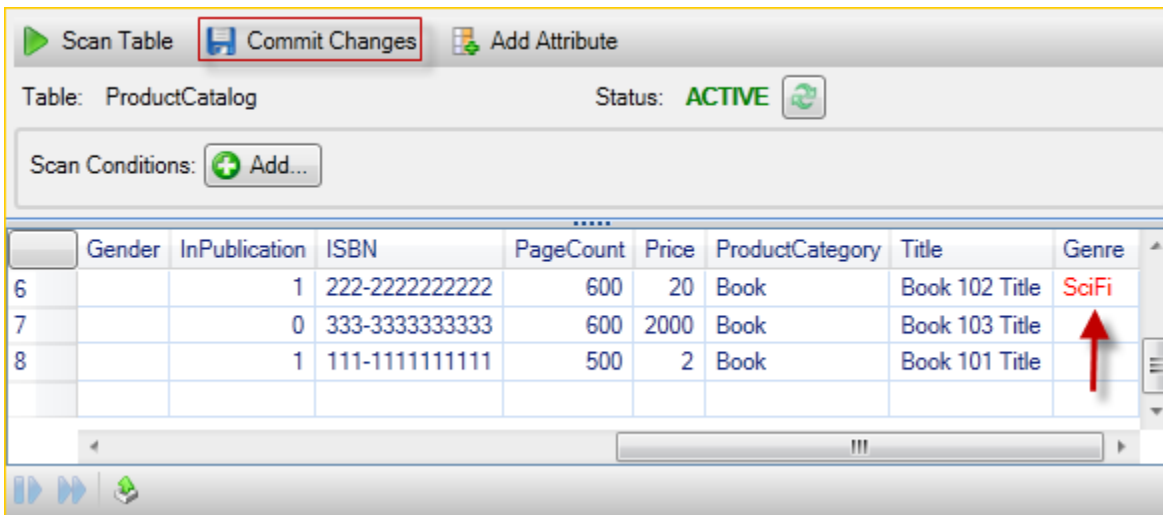 Scan Table Commit Changes Add Attribute
Table: ProductCatalog Status: ACTIVE
Scan Conditions: Add...
Gender InPublication ISBN PageCount Price ProductCategory Title Genre
6 1 222-2222222222 600 20 Book Book 102 Title SciFi
7 0 333-3333333333 600 2000 Book Book 103 Title
8 1 111-1111111111 500 2 Book Book 101 Title